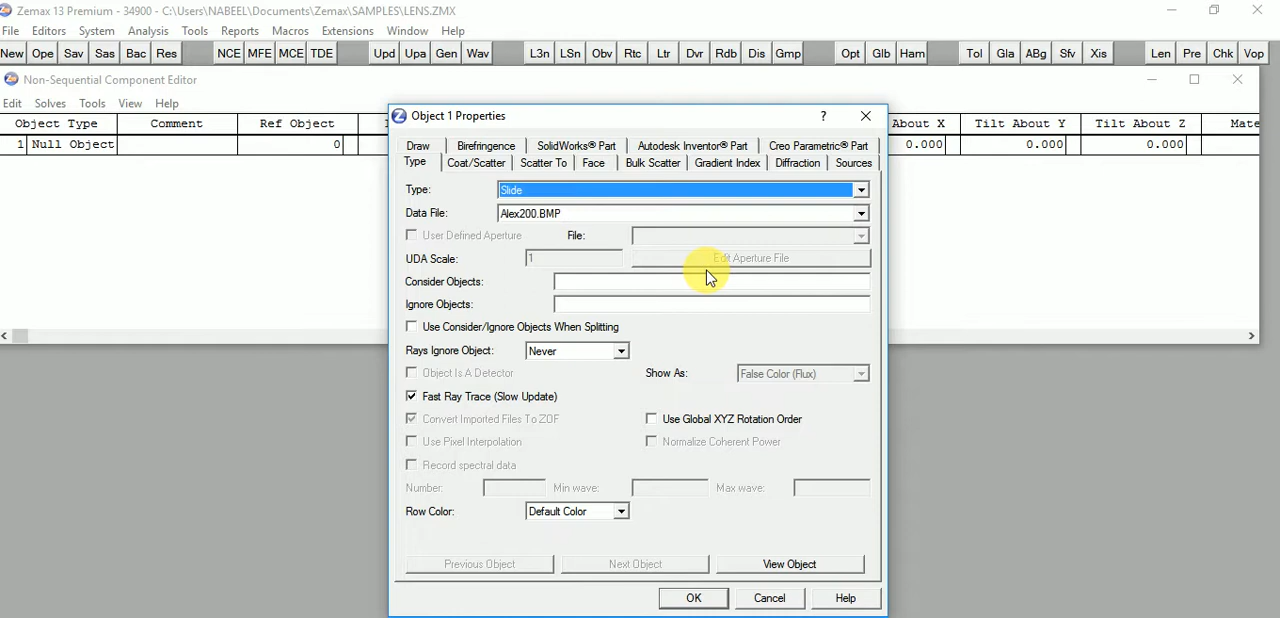 Zemax 13 Premium - 34900 - C:\Users\NABEEL\Documents\Zemax\SAMPLES\LENS.ZMX
File Editors System Analysis Tools Reports Macros Extensions Window Help
New Ope Sav Sas Bac Res NCE MFE MCE TDE Upd Upa Gen Wav L3n LSn Obv Rtc Ltr Dvr Rdb Dis Gmp Opt Glb Ham Tol Gla ABg Sfv Xis Len Pre Chk Vop
Non-Sequential Component Editor
Edit Solves Tools View Help
Object Type Comment Ref Object About X Tilt About Y Tilt About Z Mate
1 Null Object 0 0.000 0.000 0.000
Object 1 Properties ?
Draw Birefringence SolidWorks® Part Autodesk Inventor® Part Creo Parametric® Part
Type Coat/Scatter Scatter To Face Bulk Scatter Gradient Index Diffraction Sources
Type: Slide
Data File: Alex200.BMP
User Defined Aperture File:
UDA Scale: 1 Edit Aperture File
Consider Objects:
Ignore Objects:
Use Consider/Ignore Objects When Splitting
Rays Ignore Object: Never
Object Is A Detector Show As: False Color (Flux)
Fast Ray Trace (Slow Update)
Convert Imported Files To ZOF Use Global XYZ Rotation Order
Use Pixel Interpolation Normalize Coherent Power
Record spectral data
Number: Min wave: Max wave:
Row Color: Default Color
Previous Object Next Object View Object
OK Cancel Help